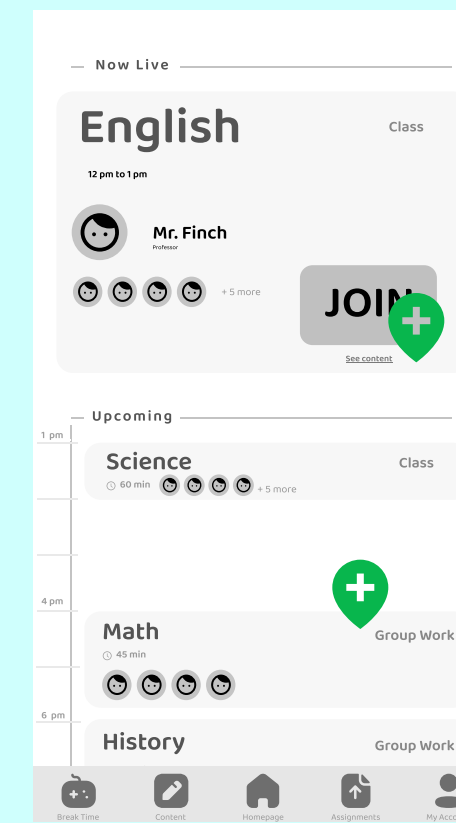 Now Live
English
Class
12 pm to 1 pm
Mr. Finch
Professor
+ 5 more
JOIN
See content
Upcoming
1 pm
Science
Class
60 min
+ 5 more
4 pm
Math
Group Work
45 min
6 pm
History
Group Work
Break Time
Content
Homepage
Assignments
My Acco